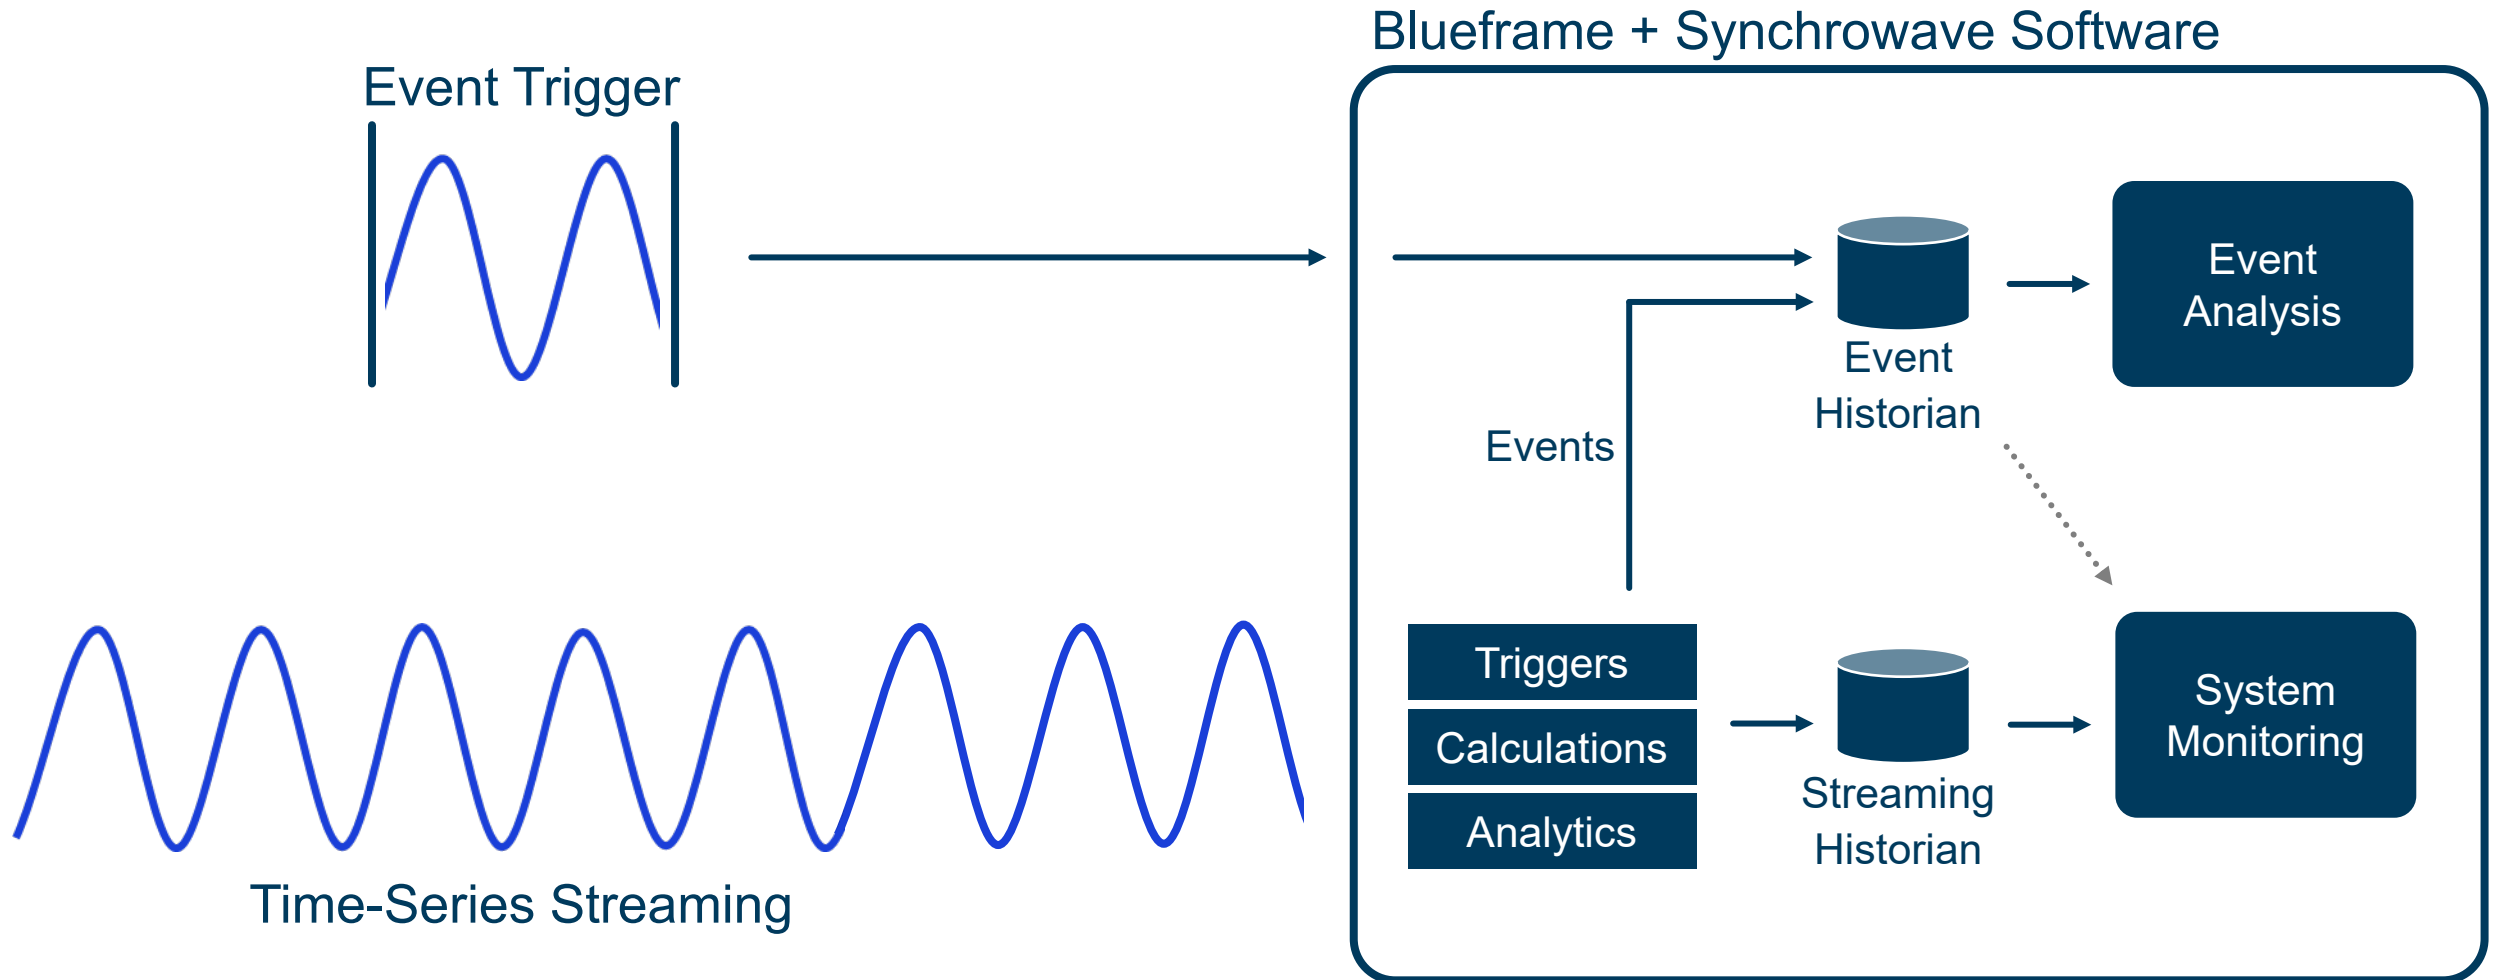 Blueframe + Synchrowave Software
Event Trigger
Event
Analysis
Event
Historian
Events
Triggers
Calculations
Analytics
Streaming
Historian
System
Monitoring
Time-Series Streaming